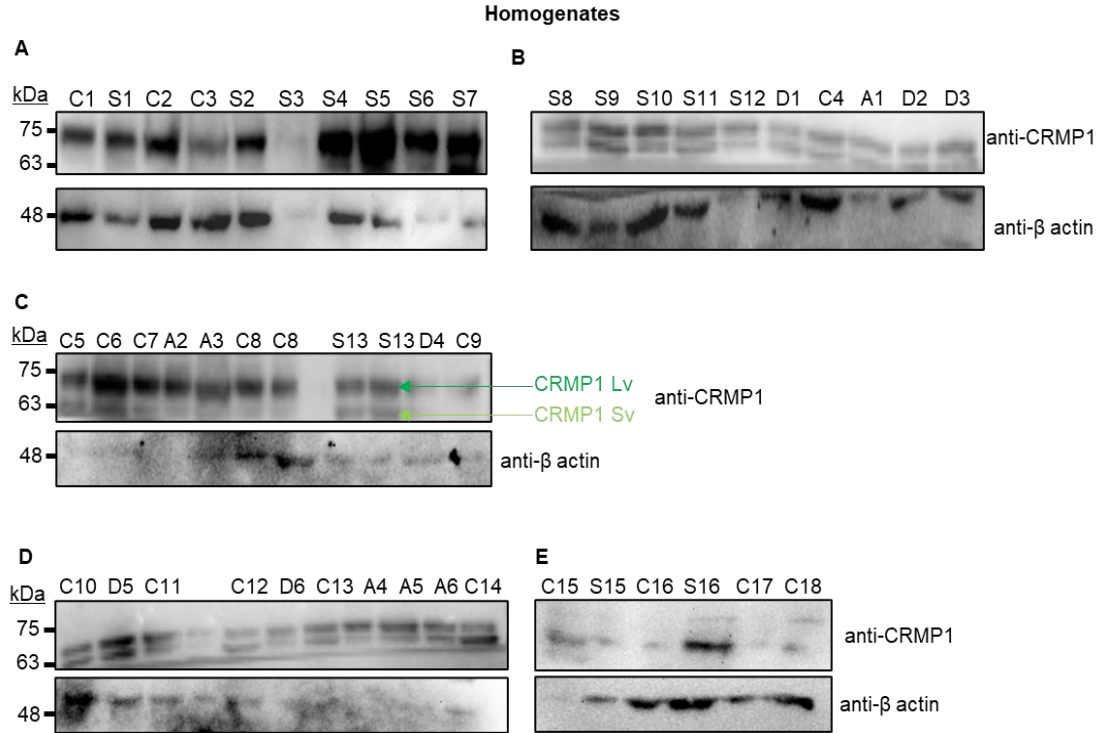 Homogenates
A
kDa C1 S1 C2 C3 S2 S3 S4 S5 S6 S7
75
63
48
B
S8 S9 S10 S11 S12 D1 C4 A1 D2 D3
anti-CRMP1
anti-β actin
C
kDa C5 C6 C7 A2 A3 C8 C8 S13 S13 D4 C9
75
CRMP1 Lv
anti-CRMP1
63
CRMP1 Sv
48
anti-β actin
D
kDa C10 D5 C11 C12 D6 C13 A4 A5 A6 C14
75
63
48
E
C15 S15 C16 S16 C17 C18
anti-CRMP1
anti-β actin